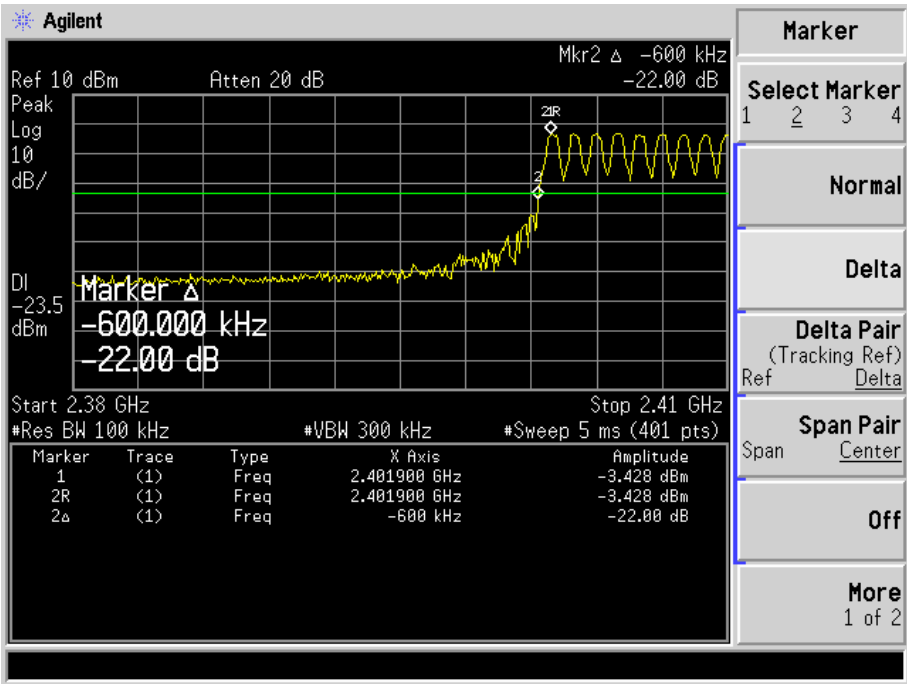 Agilent
Marker
Mkr2 Δ -600 kHz
Ref 10 dBm Atten 20 dB -22.00 dB
Peak
Log
10
dB/
21R
2
DI
-23.5
dBm
Marker Δ
-600.000 kHz
-22.00 dB
Start 2.38 GHz Stop 2.41 GHz
#Res BW 100 kHz #VBW 300 kHz #Sweep 5 ms (401 pts)
Marker Trace Type X Axis Amplitude
1 (1) Freq 2.401900 GHz -3.428 dBm
2R (1) Freq 2.401900 GHz -3.428 dBm
2Δ (1) Freq -600 kHz -22.00 dB
Select Marker
1 2 3 4
Normal
Delta
Delta Pair
(Tracking Ref)
Ref Delta
Span Pair
Span Center
Off
More
1 of 2